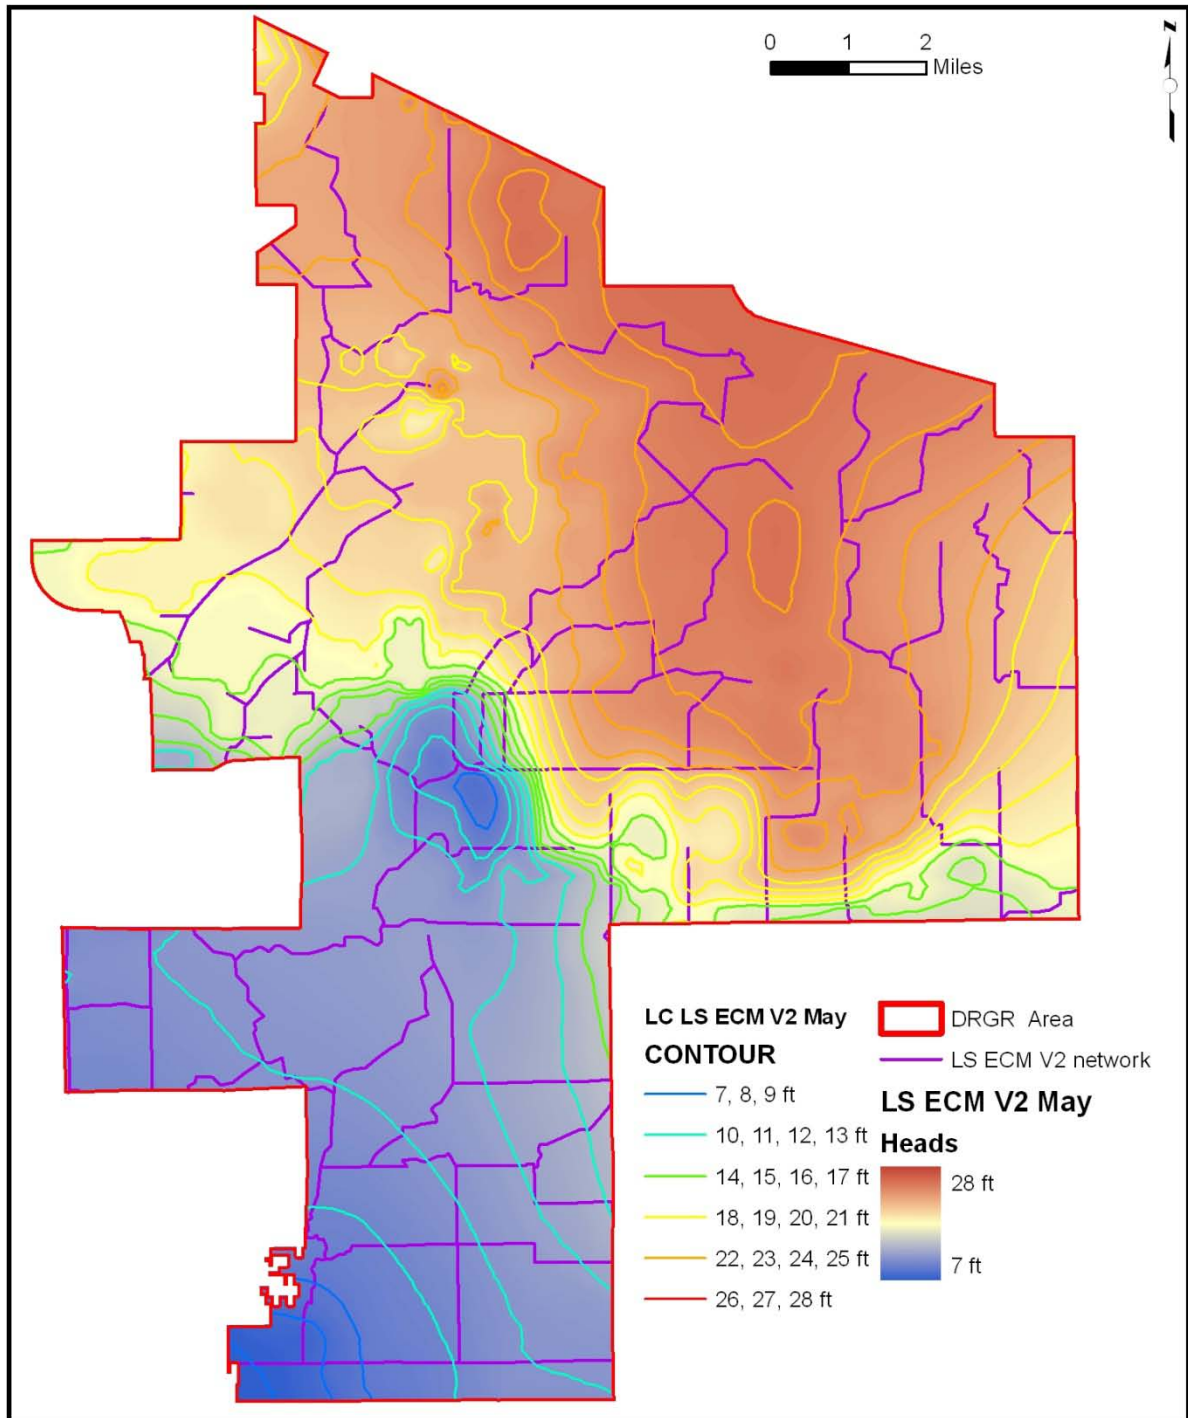 0 1 2
Miles
z
LC LS ECM V2 May
CONTOUR
7, 8, 9 ft
10, 11, 12, 13 ft
14, 15, 16, 17 ft
18, 19, 20, 21 ft
22, 23, 24, 25 ft
26, 27, 28 ft
DRGR Area
LS ECM V2 network
LS ECM V2 May
Heads
28 ft
7 ft